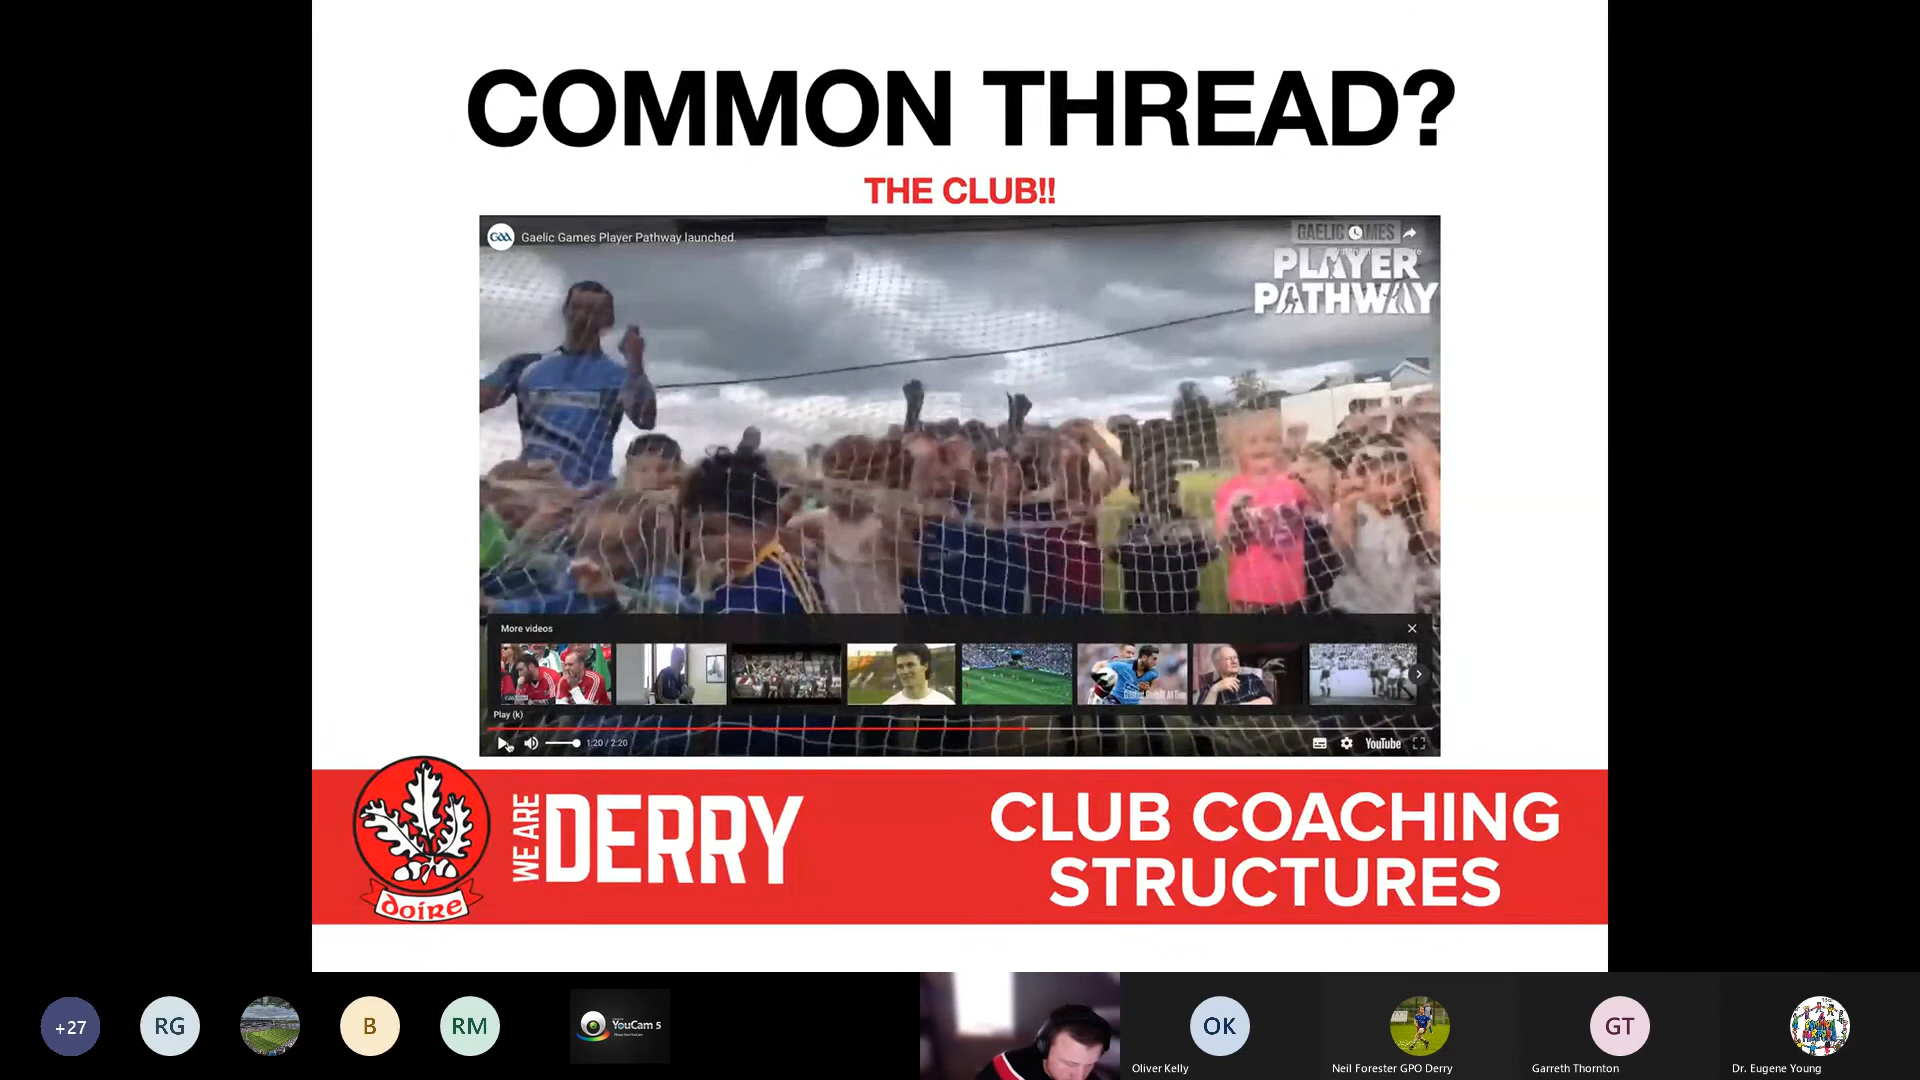 COMMON THREAD?
THE CLUB!!
GAA
Gaelic Games Player Pathway launched.
PLAYER
PATHWAY
More videos
Play (k)
1:20 / 2:20
YouTube
WE ARE
DERRY
doire
CLUB COACHING
STRUCTURES
+27
RG
B
RM
YouCam 5
OK
GT
Oliver Kelly
Neil Forester GPO Derry
Garreth Thornton
Dr. Eugene Young